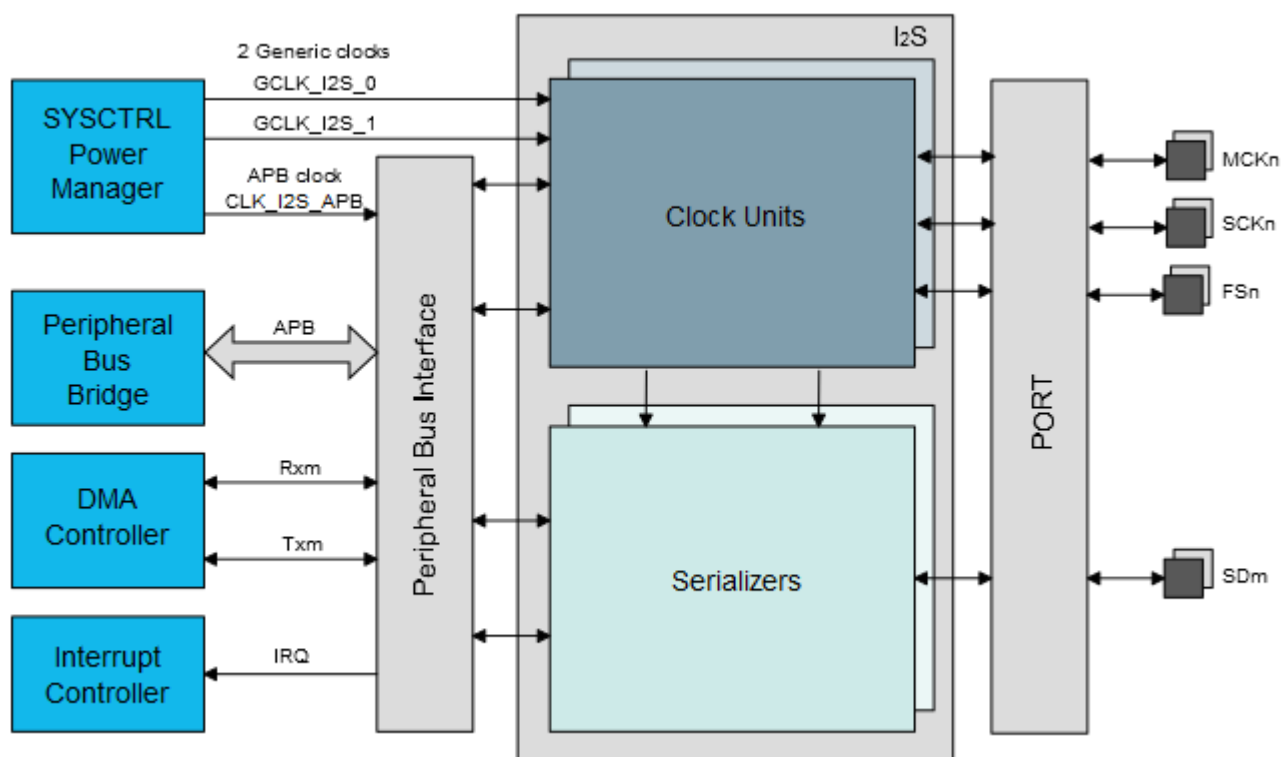 I2S
2 Generic clocks
GCLK_I2S_0
GCLK_I2S_1
SYSCTRL
Power
Manager
APB clock
CLK_I2S_APB
Peripheral
Bus
Bridge
APB
DMA
Controller
Rxm
Txm
Interrupt
Controller
IRQ
Peripheral Bus Interface
Clock Units
Serializers
PORT
MCKn
SCKn
FSn
SDm